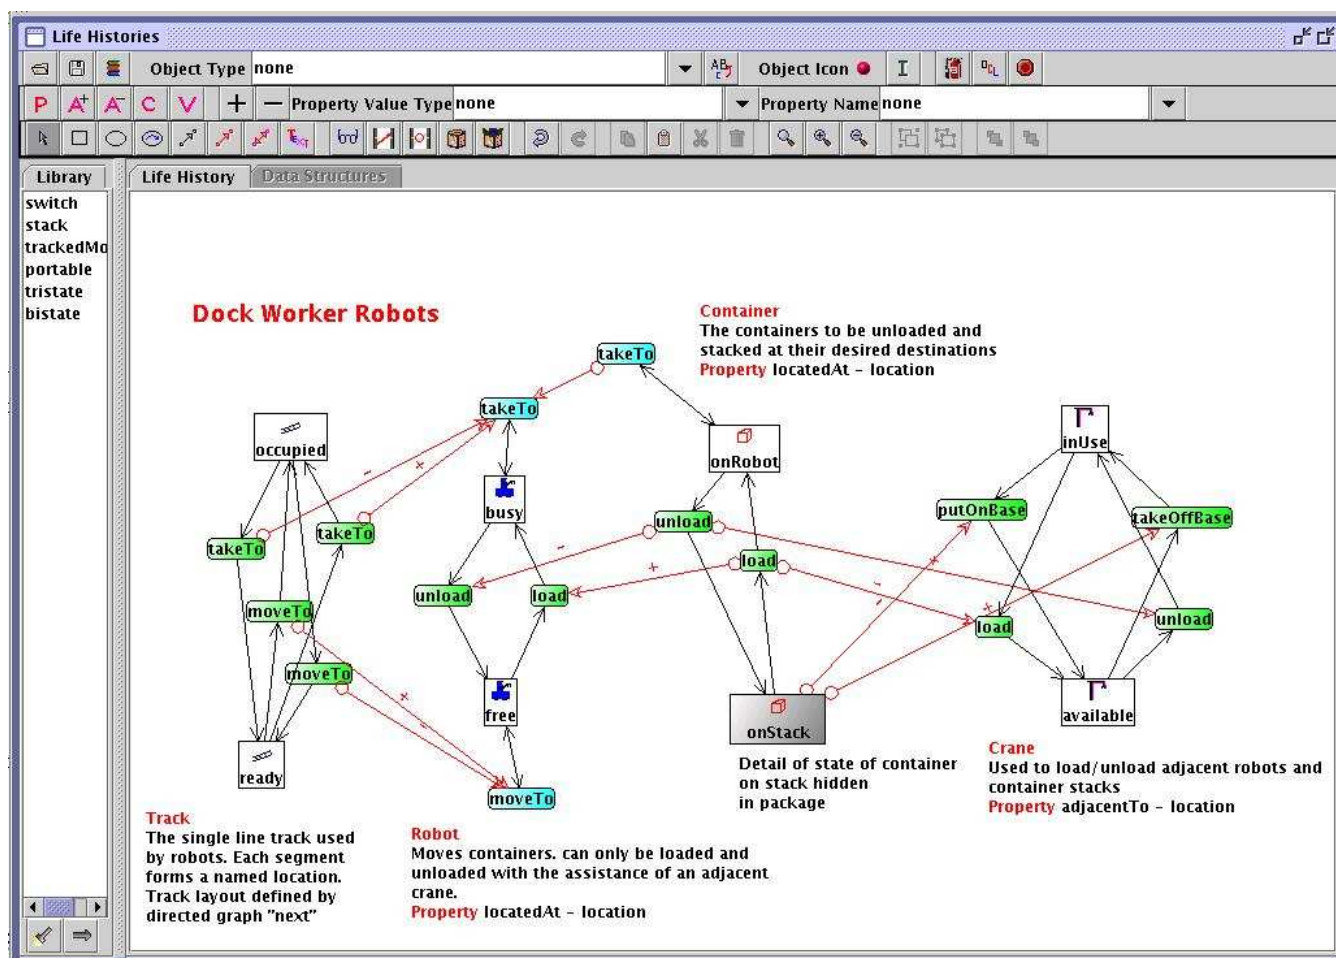 Life Histories
Object Type none
Object Icon
P A+ A- C V + − Property Value Type none Property Name none
Library
Life History Data Structures
switch
stack
trackedMo
portable
tristate
bistate
Dock Worker Robots
Container
The containers to be unloaded and
stacked at their desired destinations
Property locatedAt - location
takeTo
takeTo
occupied
onRobot
inUse
busy
takeTo
takeTo
unload
load
putOnBase
takeOffBase
unload
load
moveTo
moveTo
load
unload
free
ready
onStack
available
moveTo
Detail of state of container
on stack hidden
in package
Crane
Used to load/unload adjacent robots and
container stacks
Property adjacentTo - location
Track
The single line track used
by robots. Each segment
forms a named location.
Track layout defined by
directed graph "next"
Robot
Moves containers. can only be loaded and
unloaded with the assistance of an adjacent
crane.
Property locatedAt - location